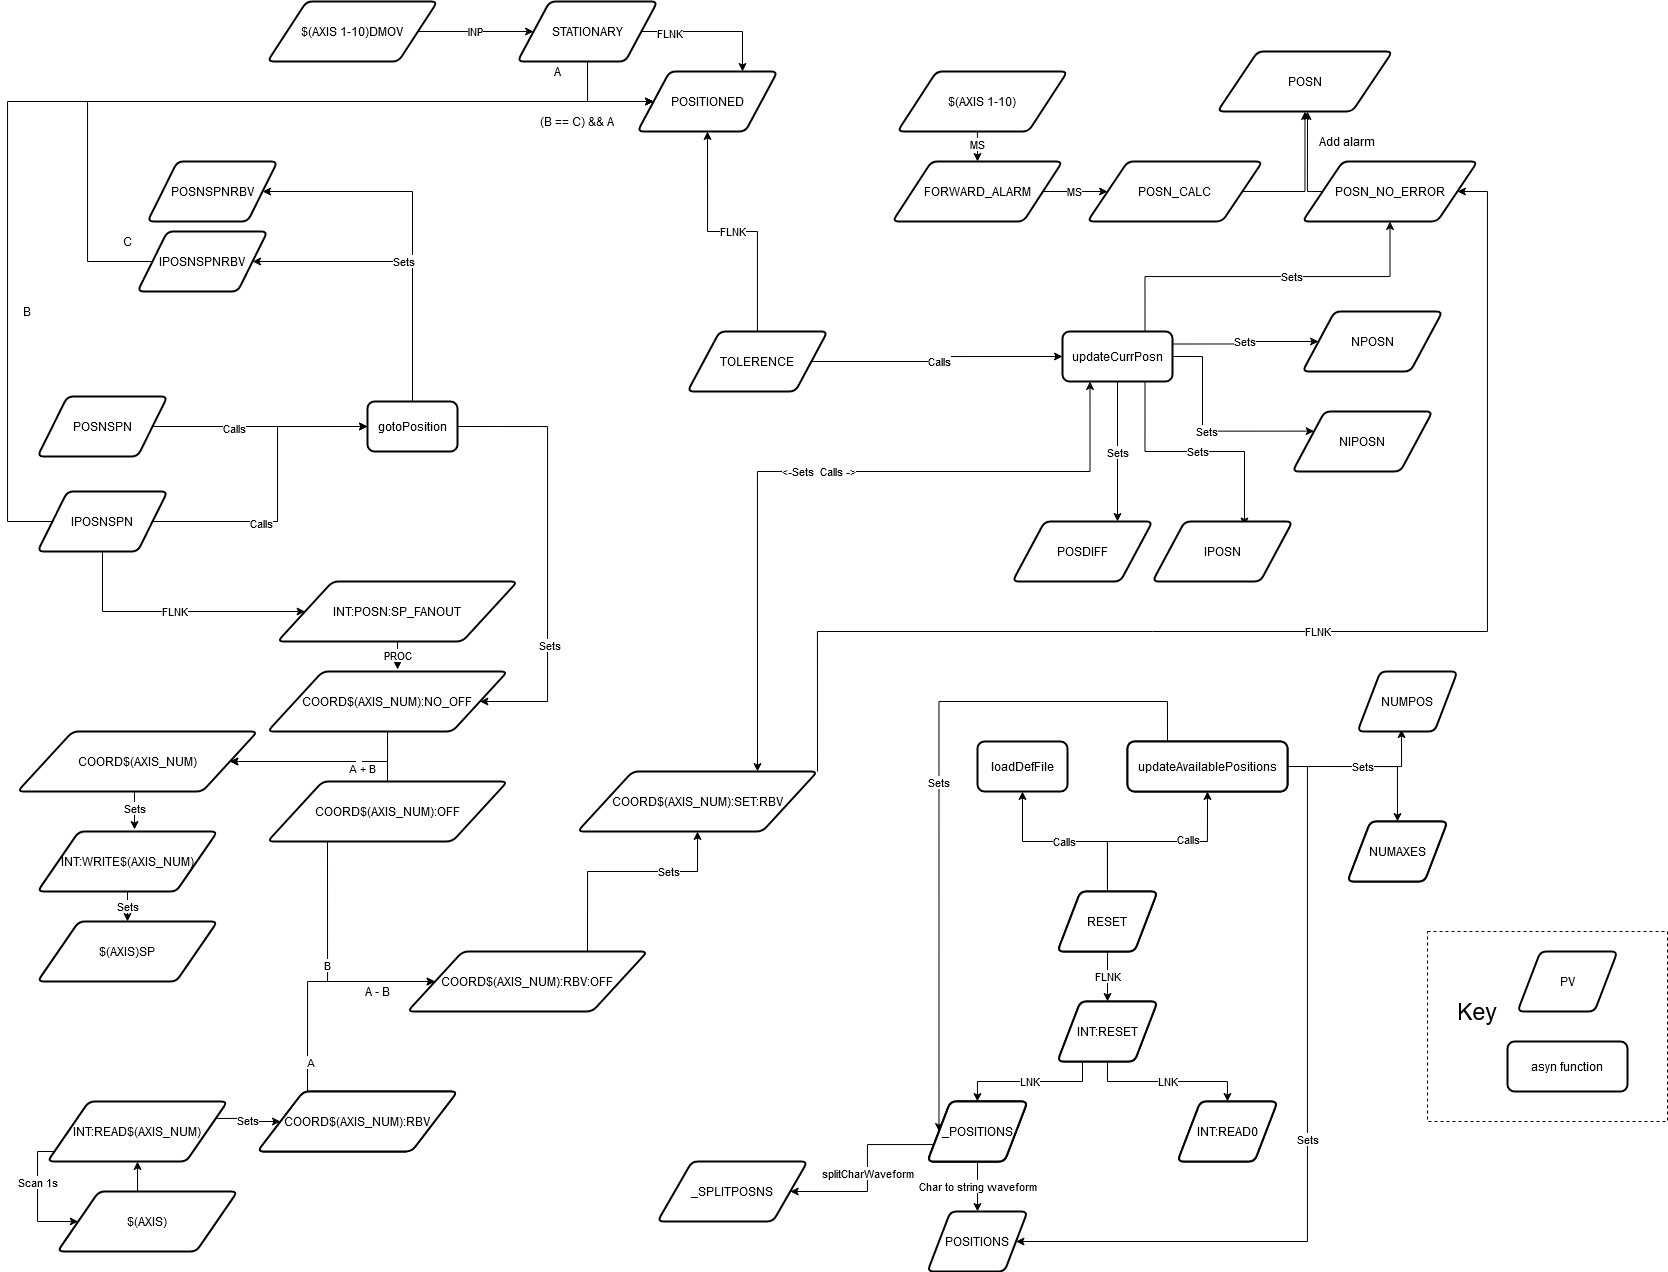 $(AXIS 1-10)DMOV
INP
STATIONARY
FLNK
A
POSITIONED
(B == C) && A
$(AXIS 1-10)
POSN
MS
Add alarm
POSNSPNRBV
FORWARD_ALARM
MS
POSN_CALC
POSN_NO_ERROR
C
IPOSNSPNRBV
Sets
FLNK
Sets
B
TOLERENCE
Calls
updateCurrPosn
Sets
NPOSN
POSNSPN
Calls
gotoPosition
Sets
NIPOSN
Sets
Sets
<-Sets  Calls ->
IPOSNSPN
Calls
POSDIFF
IPOSN
FLNK
INT:POSN:SP_FANOUT
FLNK
PROC
Sets
COORD$(AXIS_NUM):NO_OFF
NUMPOS
COORD$(AXIS_NUM)
A + B
loadDefFile
updateAvailablePositions
Sets
Sets
Sets
COORD$(AXIS_NUM):OFF
COORD$(AXIS_NUM):SET:RBV
Calls
Calls
NUMAXES
INT:WRITE$(AXIS_NUM)
Sets
Sets
RESET
$(AXIS)SP
B
A - B
COORD$(AXIS_NUM):RBV:OFF
FLNK
PV
Key
INT:RESET
asyn function
A
LNK
LNK
INT:READ$(AXIS_NUM)
Sets
COORD$(AXIS_NUM):RBV
_POSITIONS
INT:READ0
Sets
Scan 1s
splitCharWaveform
Char to string waveform
_SPLITPOSNS
$(AXIS)
POSITIONS